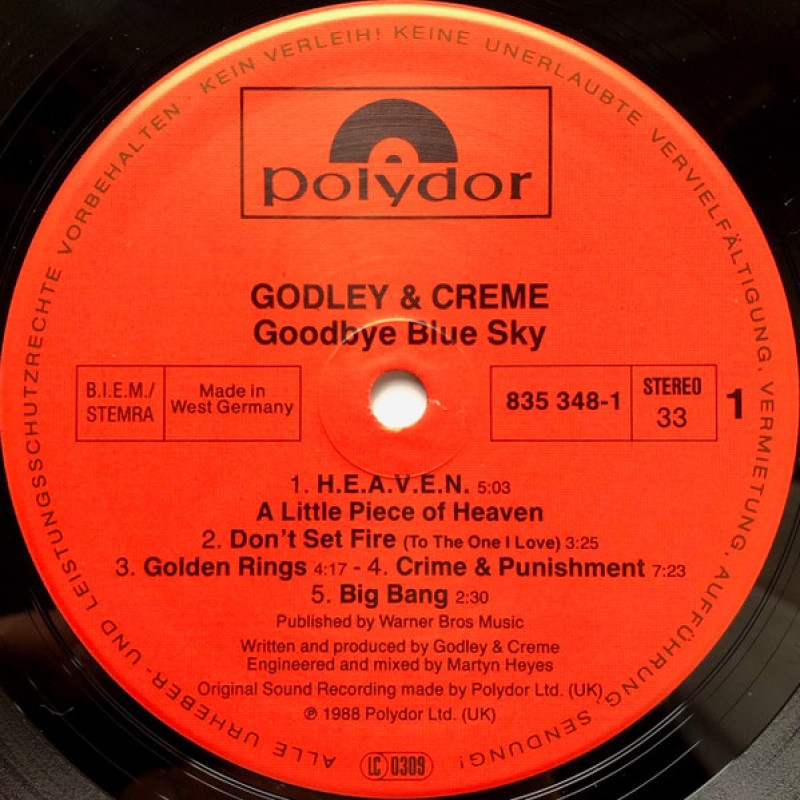 ALLE URHEBER- UND LEISTUNGSSCHUTZRECHTE VORBEHALTEN · KEIN VERLEIH! KEINE UNERLAUBTE VERVIELFÄLTIGUNG, VERMIETUNG, AUFFÜHRUNG, SENDUNG!
polydor
GODLEY & CREME
Goodbye Blue Sky
B.I.E.M./
STEMRA
Made in
West Germany
835 348-1
STEREO
33
1
1. H.E.A.V.E.N. 5:03
A Little Piece of Heaven
2. Don't Set Fire (To The One I Love) 3:25
3. Golden Rings 4:17 - 4. Crime & Punishment 7:23
5. Big Bang 2:30
Published by Warner Bros Music
Written and produced by Godley & Creme
Engineered and mixed by Martyn Heyes
Original Sound Recording made by Polydor Ltd. (UK)
℗ 1988 Polydor Ltd. (UK)
LC 0309